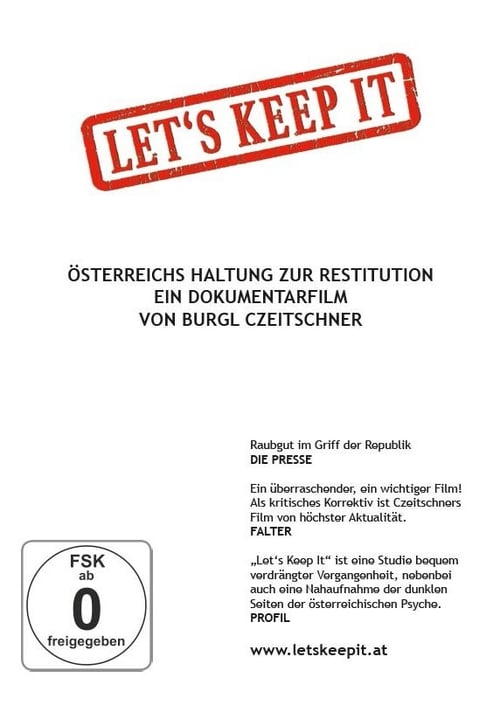 LET'S KEEP IT
ÖSTERREICHS HALTUNG ZUR RESTITUTION
EIN DOKUMENTARFILM
VON BURGL CZEITSCHNER
Raubgut im Griff der Republik
DIE PRESSE
Ein überraschender, ein wichtiger Film!
Als kritisches Korrektiv ist Czeitschners
Film von höchster Aktualität.
FALTER
„Let‘s Keep It“ ist eine Studie bequem
verdrängter Vergangenheit, nebenbei
auch eine Nahaufnahme der dunklen
Seiten der österreichischen Psyche.
PROFIL
www.letskeepit.at
FSK
ab
0
freigegeben